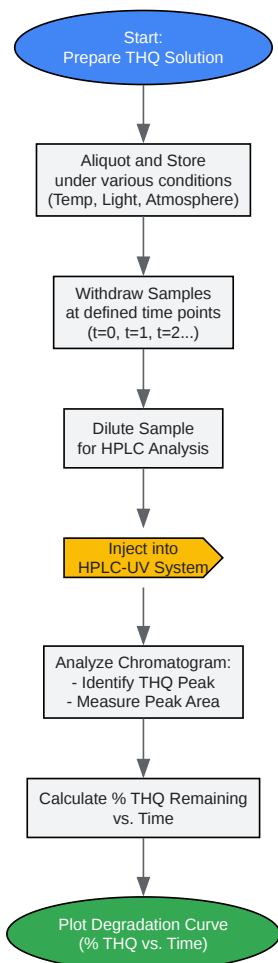 Start:
Prepare THQ Solution
Aliquot and Store
under various conditions
(Temp, Light, Atmosphere)
Withdraw Samples
at defined time points
(t=0, t=1, t=2...)
Dilute Sample
for HPLC Analysis
Inject into
HPLC-UV System
Analyze Chromatogram:
- Identify THQ Peak
- Measure Peak Area
Calculate % THQ Remaining
vs. Time
Plot Degradation Curve
(% THQ vs. Time)